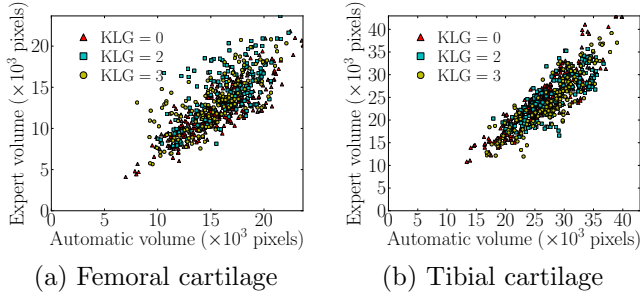 KLG = 0
KLG = 2
KLG = 3
Expert volume (×10³ pixels)
20
15
10
5
0
0 5 10 15 20
Automatic volume (×10³ pixels)
(a) Femoral cartilage
KLG = 0
KLG = 2
KLG = 3
Expert volume (×10³ pixels)
40
35
30
25
20
15
10
0
0 5 10 15 20 25 30 35 40
Automatic volume (×10³ pixels)
(b) Tibial cartilage